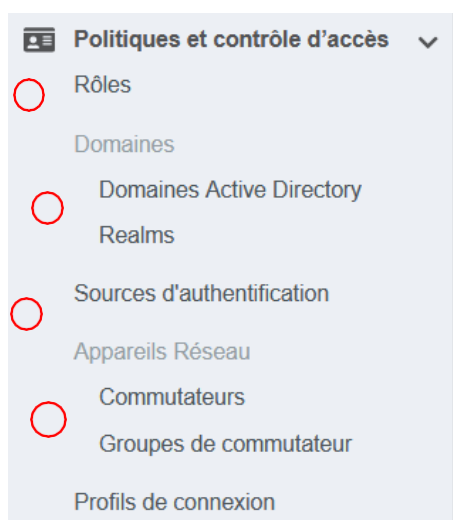 Politiques et contrôle d’accès
Rôles
Domaines
Domaines Active Directory
Realms
Sources d'authentification
Appareils Réseau
Commutateurs
Groupes de commutateur
Profils de connexion